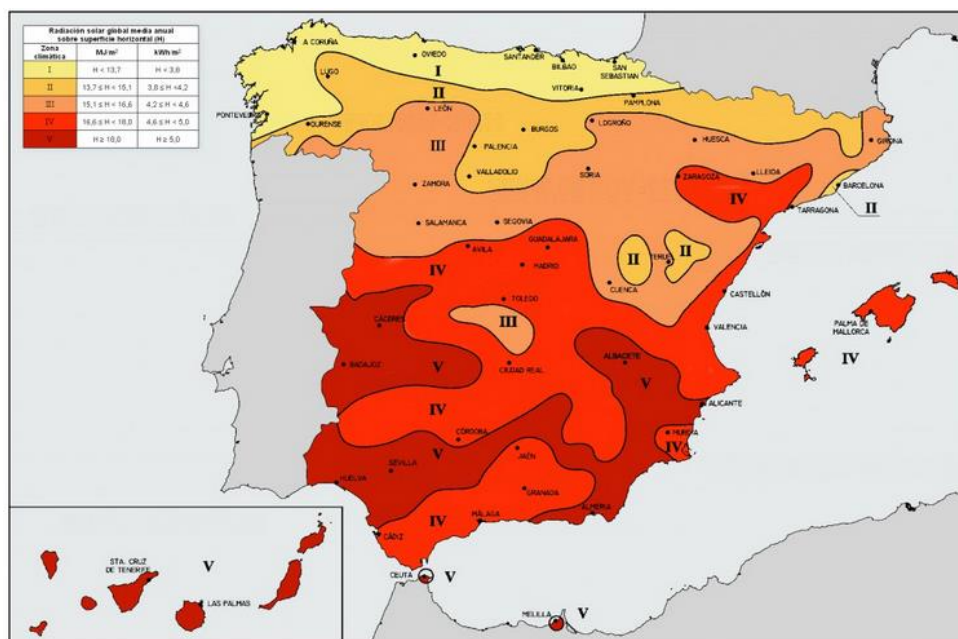 Radiación solar global media anual
sobre superficie horizontal (H)
Zona climática MJ/m² kWh/m²
I H < 13,7 H < 3,8
II 13,7 ≤ H < 15,1 3,8 ≤ H <4,2
III 15,1 ≤ H < 16,6 4,2 ≤ H < 4,6
IV 16,6 ≤ H < 18,0 4,6 ≤ H < 5,0
V H ≥ 18,0 H ≥ 5,0
A CORUÑA
OVIEDO
SANTANDER
BILBAO
SAN
SEBASTIAN
LUGO
I
VITORIA
II
PAMPLONA
PONTEVEDRA
OURENSE
LEÓN
BURGOS
LOGROÑO
HUESCA
GIRONA
III
PALENCIA
VALLADOLID
SORIA
ZARAGOZA
LLEIDA
BARCELONA
ZAMORA
IV
TARRAGONA
II
SALAMANCA
SEGOVIA
ÁVILA
GUADALAJARA
IV
MADRID
II
II
TERUEL
CUENCA
TOLEDO
CASTELLÓN
CÁCERES
III
VALENCIA
PALMA DE
MALLORCA
IV
BADAJOZ
V
CIUDAD REAL
ALBACETE
V
IV
ALICANTE
CÓRDOBA
V
MURCIA
IV
JAÉN
SEVILLA
HUELVA
GRANADA
IV
MÁLAGA
ALMERIA
CÁDIZ
STA. CRUZ
DE TENERIFE
V
LAS PALMAS
CEUTA
V
MELILLA
V